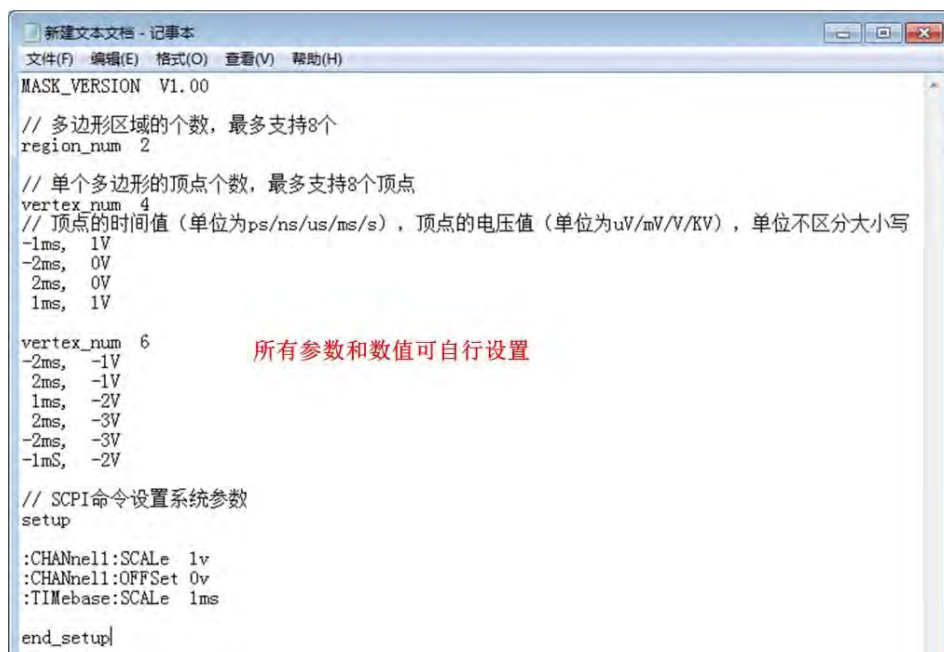 新建文本文档 - 记事本
文件(F) 编辑(E) 格式(O) 查看(V) 帮助(H)
MASK_VERSION V1.00
// 多边形区域的个数，最多支持8个
region_num 2
// 单个多边形的顶点个数，最多支持8个顶点
vertex_num 4
// 顶点的时间值（单位为ps/ns/us/ms/s），顶点的电压值（单位为uV/mV/V/KV），单位不区分大小写
-1ms, 1V
-2ms, 0V
2ms, 0V
1ms, 1V
vertex_num 6
所有参数和数值可自行设置
-2ms, -1V
2ms, -1V
1ms, -2V
2ms, -3V
-2ms, -3V
-1mS, -2V
// SCPI命令设置系统参数
setup
:CHANnel1:SCALe 1v
:CHANnel1:OFFSet 0v
:TIMebase:SCALe 1ms
end_setup